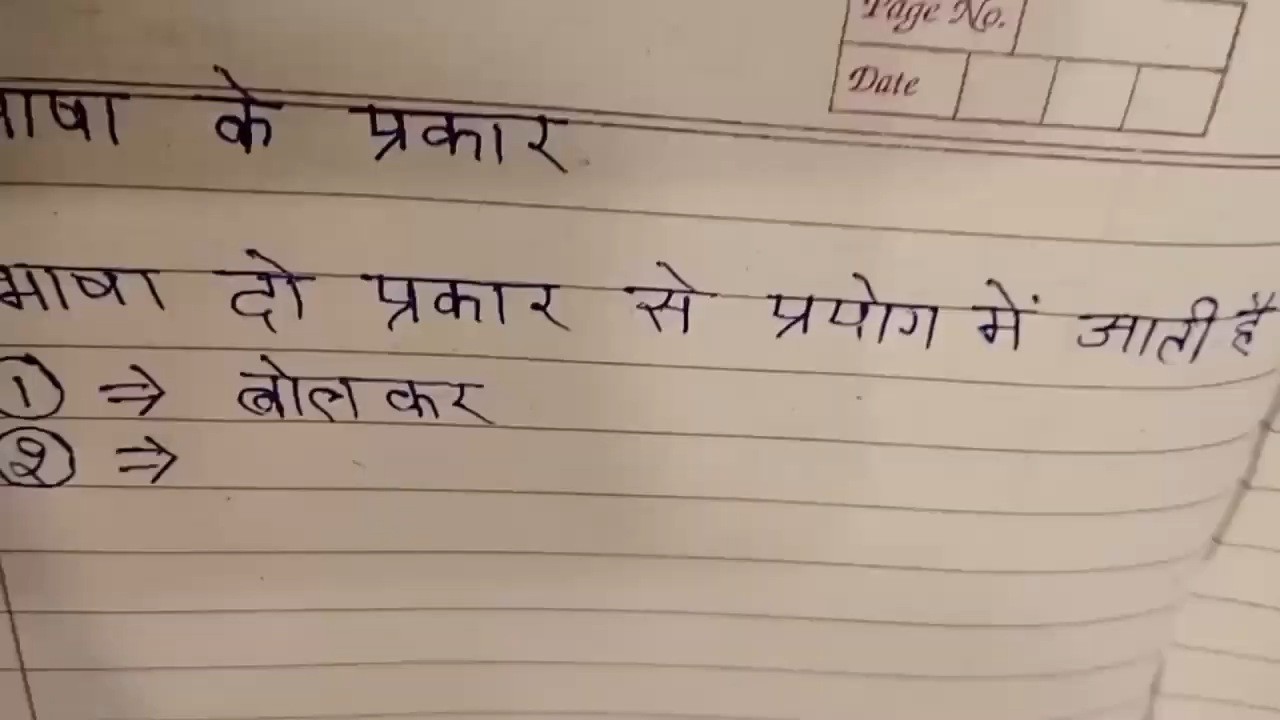 Page No.
Date
भाषा के प्रकार
भाषा दो प्रकार से प्रयोग में आती है
① ⇒ बोलकर
② ⇒